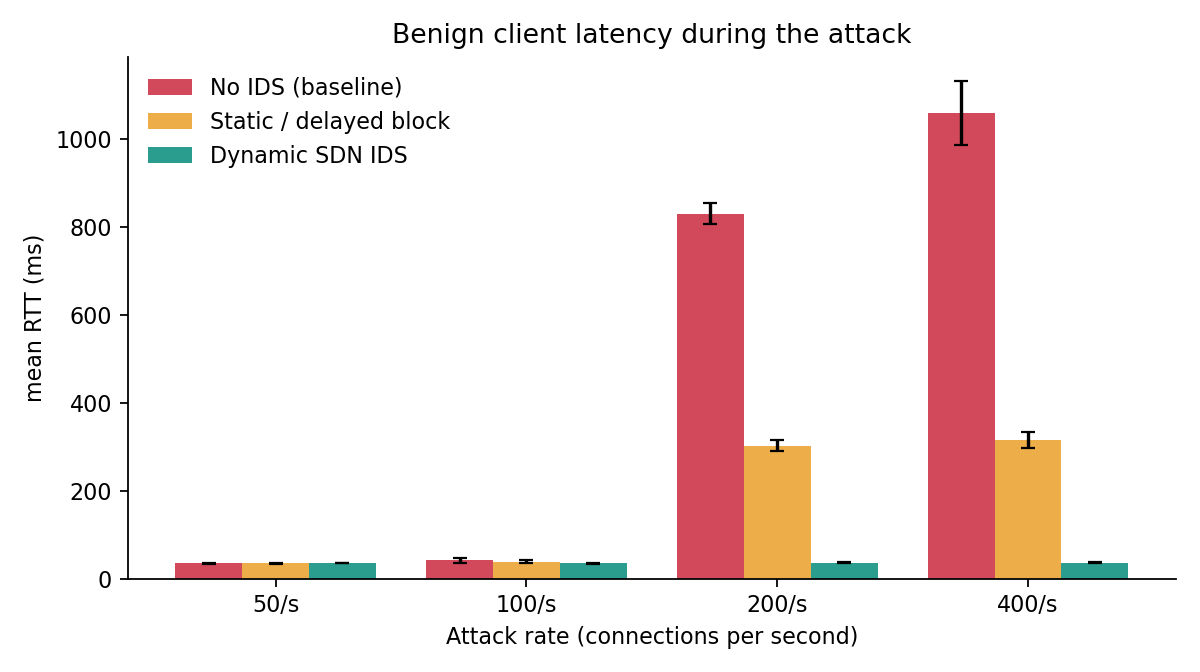 Benign client latency during the attack
No IDS (baseline)
Static / delayed block
Dynamic SDN IDS
mean RTT (ms)
1000
800
600
400
200
0
50/s
100/s
200/s
400/s
Attack rate (connections per second)